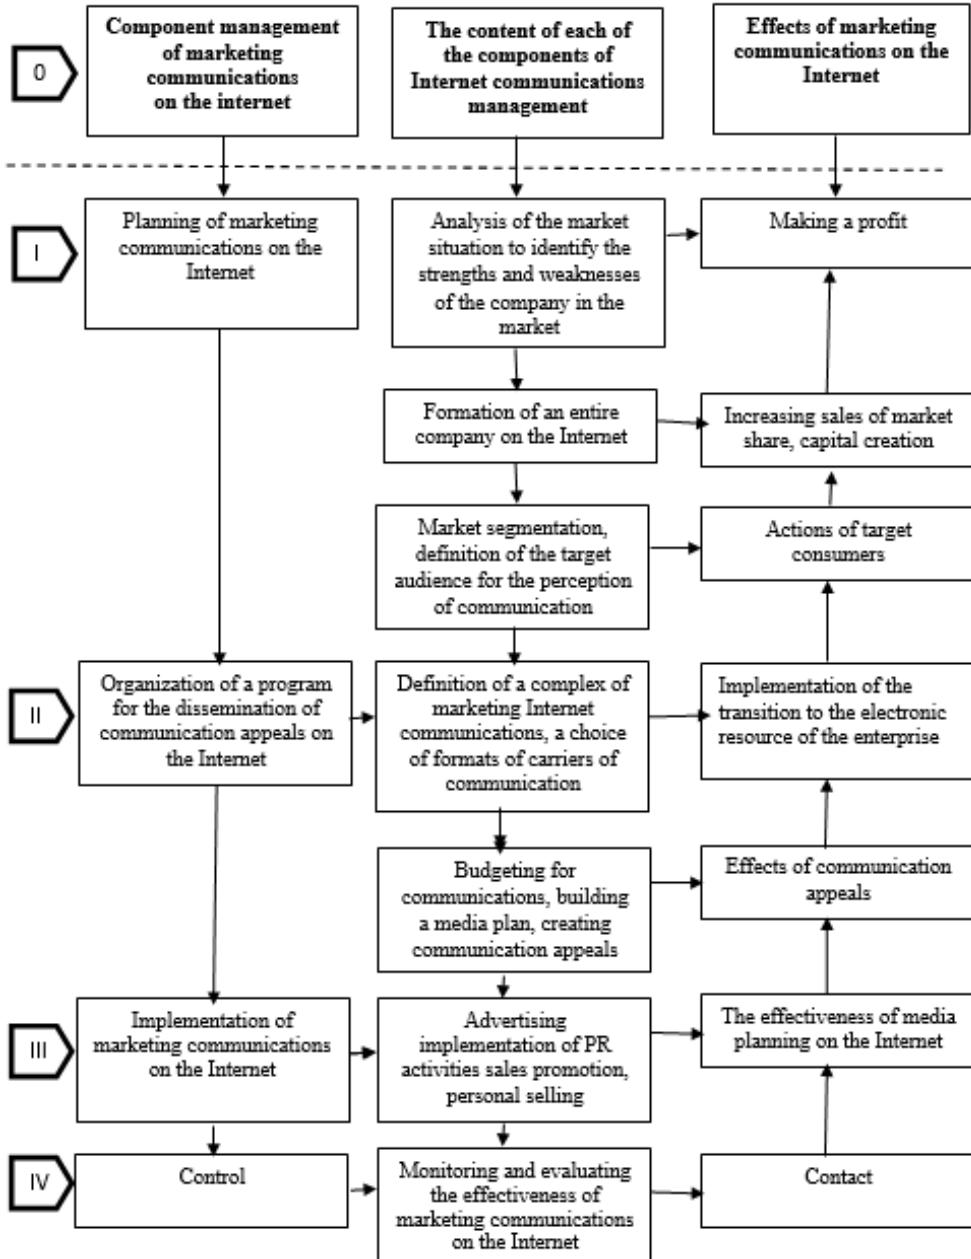 0
Component management
of marketing
communications
on the internet
The content of each of
the components of
Internet communications
management
Effects of marketing
communications on the
Internet
I
Planning of marketing
communications on the
Internet
Analysis of the market
situation to identify the
strengths and weaknesses
of the company in the
market
Making a profit
Formation of an entire
company on the Internet
Increasing sales of market
share, capital creation
Market segmentation,
definition of the target
audience for the perception
of communication
Actions of target
consumers
II
Organization of a program
for the dissemination of
communication appeals on
the Internet
Definition of a complex of
marketing Internet
communications, a choice
of formats of carriers of
communication
Implementation of the
transition to the electronic
resource of the enterprise
Budgeting for
communications, building
a media plan, creating
communication appeals
Effects of communication
appeals
III
Implementation of
marketing communications
on the Internet
Advertising
implementation of PR
activities sales promotion,
personal selling
The effectiveness of media
planning on the Internet
IV
Control
Monitoring and evaluating
the effectiveness of
marketing communications
on the Internet
Contact